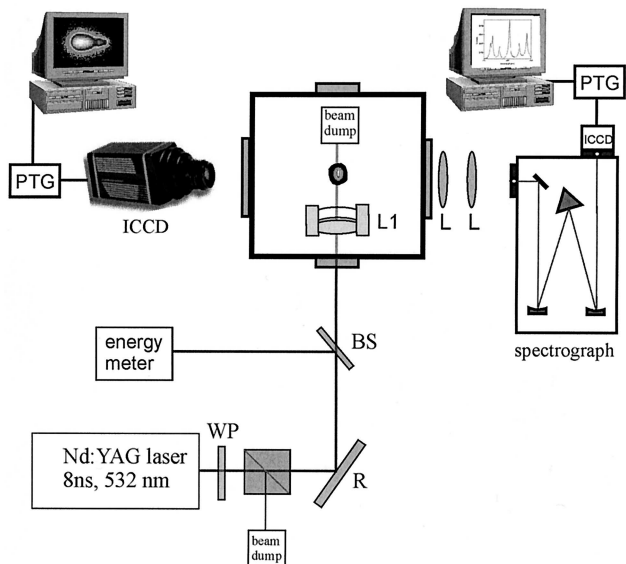 PTG
ICCD
beam
dump
L1
L
L
PTG
ICCD
spectrograph
BS
energy
meter
WP
R
Nd:YAG laser
8ns, 532 nm
beam
dump